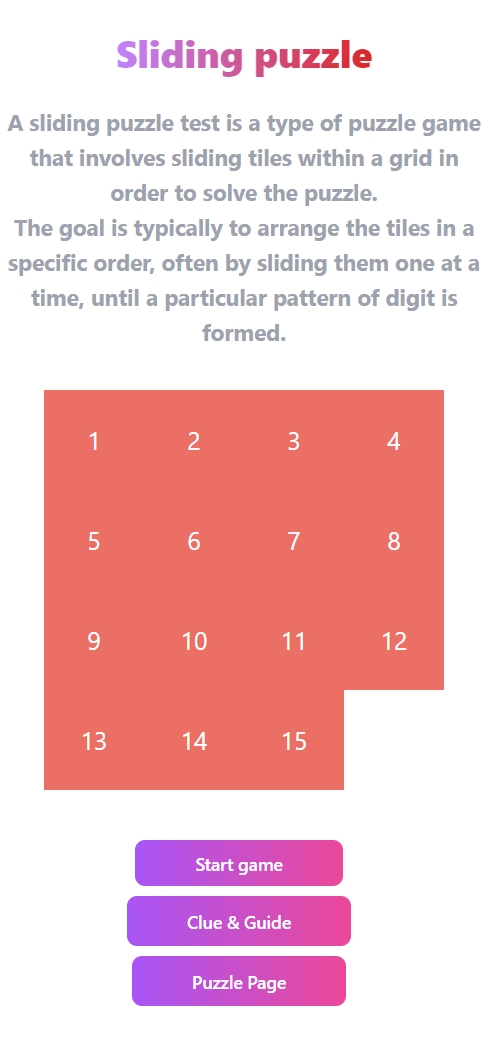 Sliding puzzle
A sliding puzzle test is a type of puzzle game
that involves sliding tiles within a grid in
order to solve the puzzle.
The goal is typically to arrange the tiles in a
specific order, often by sliding them one at a
time, until a particular pattern of digit is
formed.
1 2 3 4
5 6 7 8
9 10 11 12
13 14 15
Start game
Clue & Guide
Puzzle Page